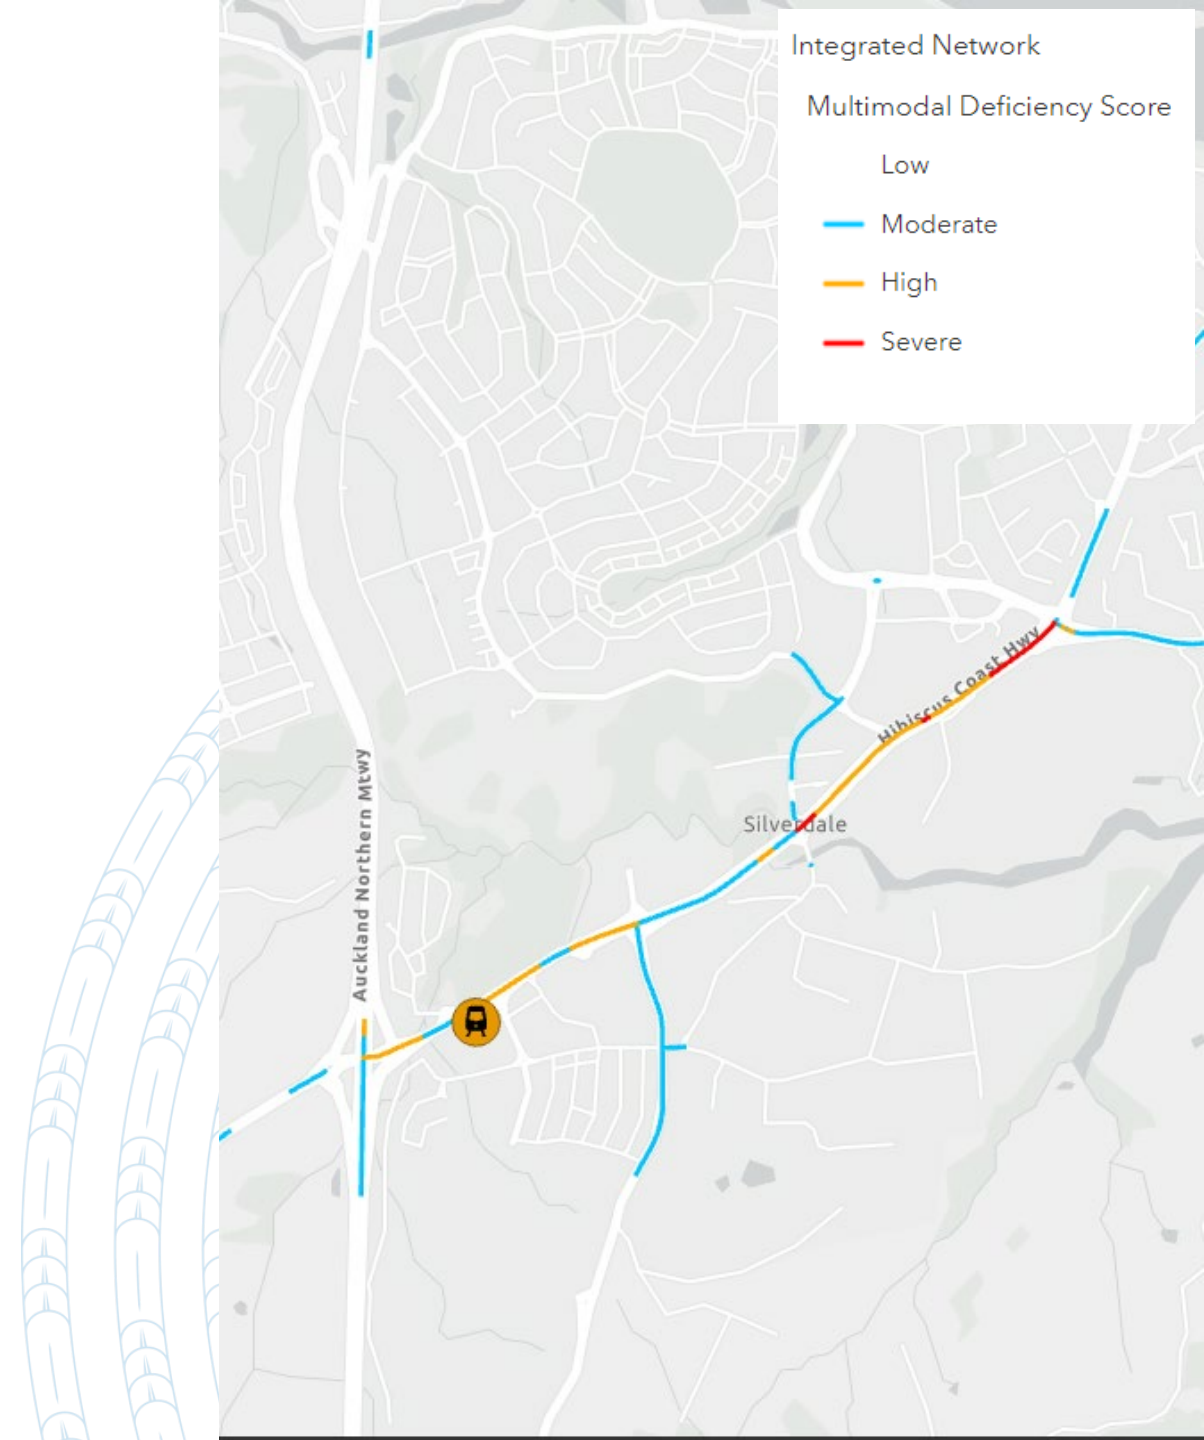 Integrated Network
Multimodal Deficiency Score
Low
Moderate
High
Severe
Hibiscus Coast Hwy
Silverdale
Auckland Northern Mtwy